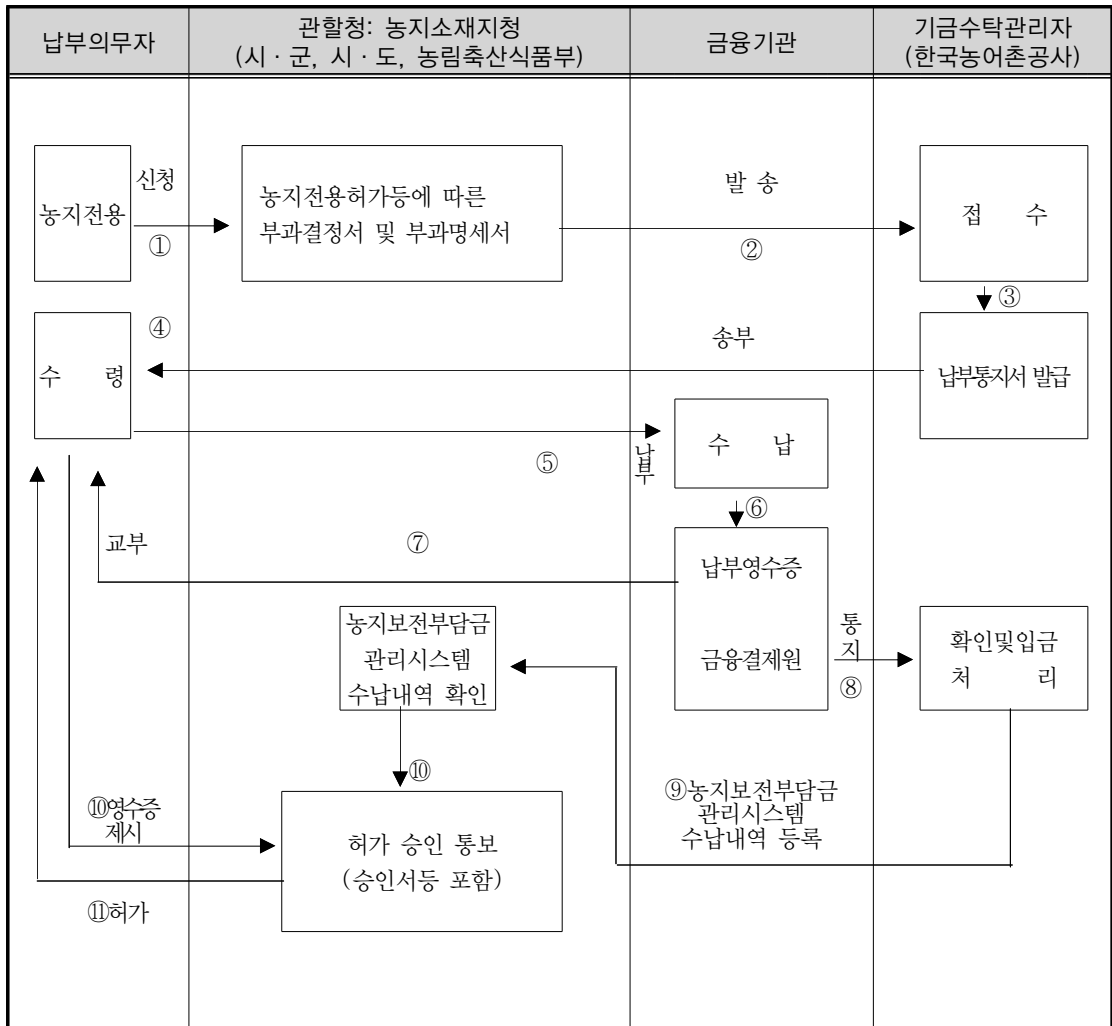 납부의무자
관할청: 농지소재지청
(시 · 군, 시 · 도, 농림축산식품부)
금융기관
기금수탁관리자
(한국농어촌공사)
농지전용
신청
①
농지전용허가등에 따른
부과결정서 및 부과명세서
발 송
②
접 수
③
④
수 령
송부
납부통지서 발급
⑤
납부
수 납
⑥
교부
⑦
납부영수증
금융결제원
통지
⑧
확인및입금
처 리
농지보전부담금
관리시스템
수납내역 확인
⑩
⑨농지보전부담금
관리시스템
수납내역 등록
⑩영수증
제시
허가 승인 통보
(승인서등 포함)
⑪허가